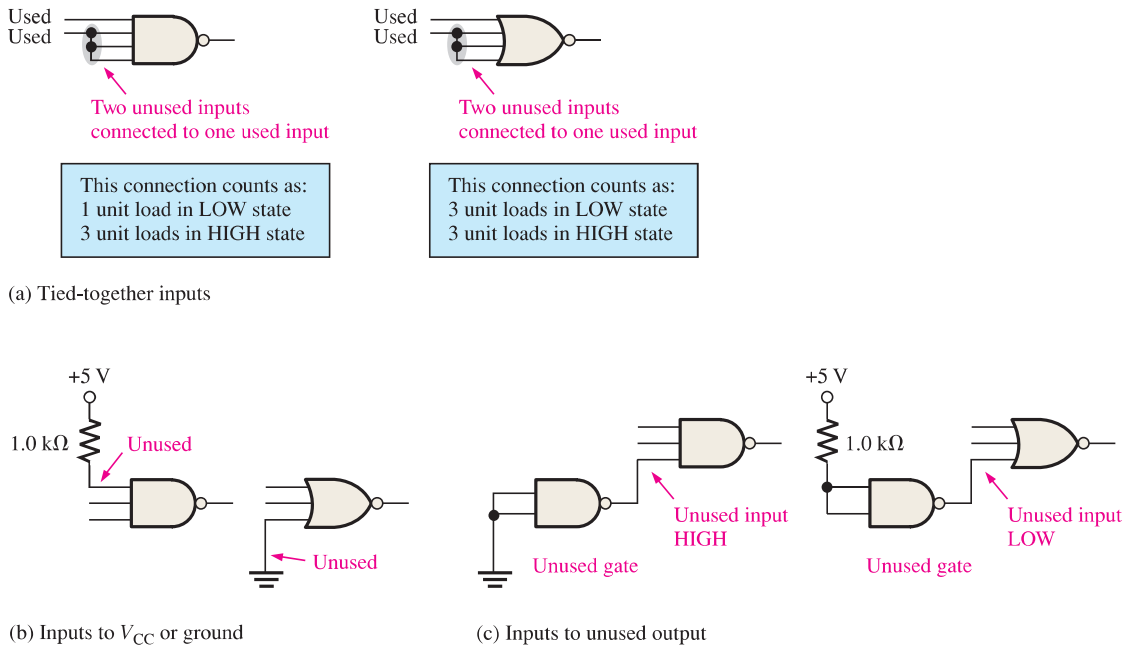 Used
Used
Two unused inputs
connected to one used input
This connection counts as:
1 unit load in LOW state
3 unit loads in HIGH state
Used
Used
Two unused inputs
connected to one used input
This connection counts as:
3 unit loads in LOW state
3 unit loads in HIGH state
(a) Tied-together inputs
+5 V
1.0 kΩ
Unused
Unused
(b) Inputs to VCC or ground
Unused input
HIGH
Unused gate
+5 V
1.0 kΩ
Unused input
LOW
Unused gate
(c) Inputs to unused output